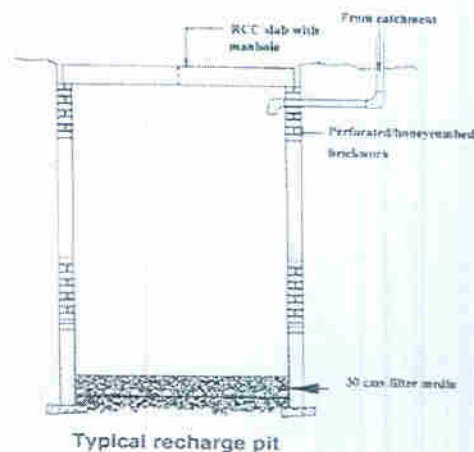 RCC slab with
manhole
From catchment
Perforated/honeycombed
brickwork
30 cms filter media
Typical recharge pit